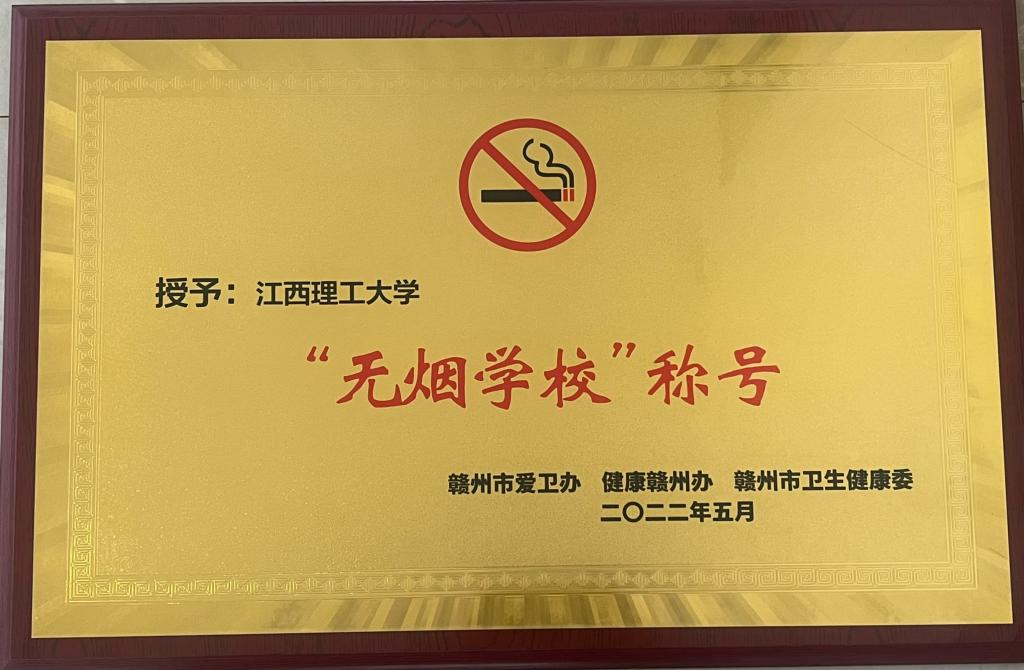 授予：江西理工大学
“无烟学校”称号
赣州市爱卫办 健康赣州办 赣州市卫生健康委
二〇二二年五月